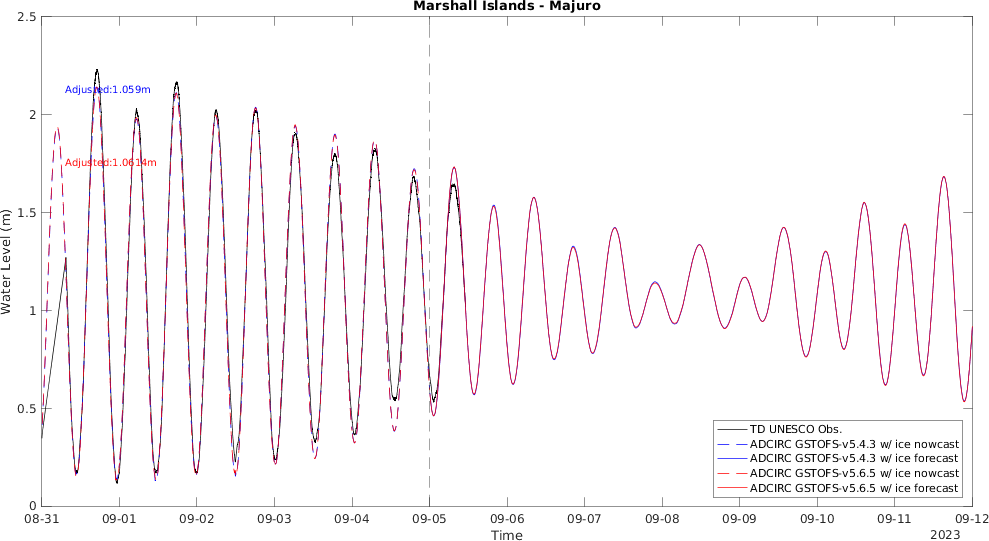 Marshall Islands - Majuro
2.5
2
1.5
1
0.5
0
Water Level (m)
Adjusted:1.059m
Adjusted:1.0614m
TD UNESCO Obs.
ADCIRC GSTOFS-v5.4.3 w/ ice nowcast
ADCIRC GSTOFS-v5.4.3 w/ ice forecast
ADCIRC GSTOFS-v5.6.5 w/ ice nowcast
ADCIRC GSTOFS-v5.6.5 w/ ice forecast
08-31 09-01 09-02 09-03 09-04 09-05 09-06 09-07 09-08 09-09 09-10 09-11 09-12
Time
2023